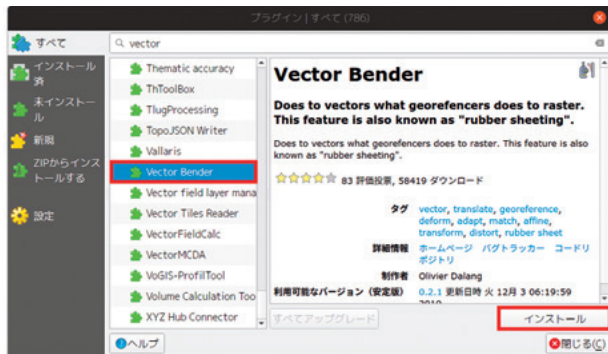 プラグイン | すべて (786)
すべて
インストール
済
未インストー
ル
新規
ZIPからインス
トールする
設定
vector
Thematic accuracy
ThToolBox
TlugProcessing
TopoJSON Writer
Vallaris
Vector Bender
Vector field layer mana
Vector Tiles Reader
VectorFieldCalc
VectorMCDA
VoGIS-ProfilTool
Volume Calculation Too
XYZ Hub Connector
Vector Bender
Does to vectors what georefencers does to raster.
This feature is also known as "rubber sheeting".
Does to vectors what georefencers does to raster. This feature is also
known as "rubber sheeting".
83 評価投票, 58419 ダウンロード
タグ vector, translate, georeference,
deform, adapt, match, affine,
transform, distort, rubber sheet
詳細情報 ホームページ バグトラッカー コードリ
ポジトリ
制作者 Olivier Dalang
利用可能なバージョン (安定版) 0.2.1 更新日時 火 12月 3 06:19:59
2019
すべてアップグレード
インストール
ヘルプ
閉じる(C)